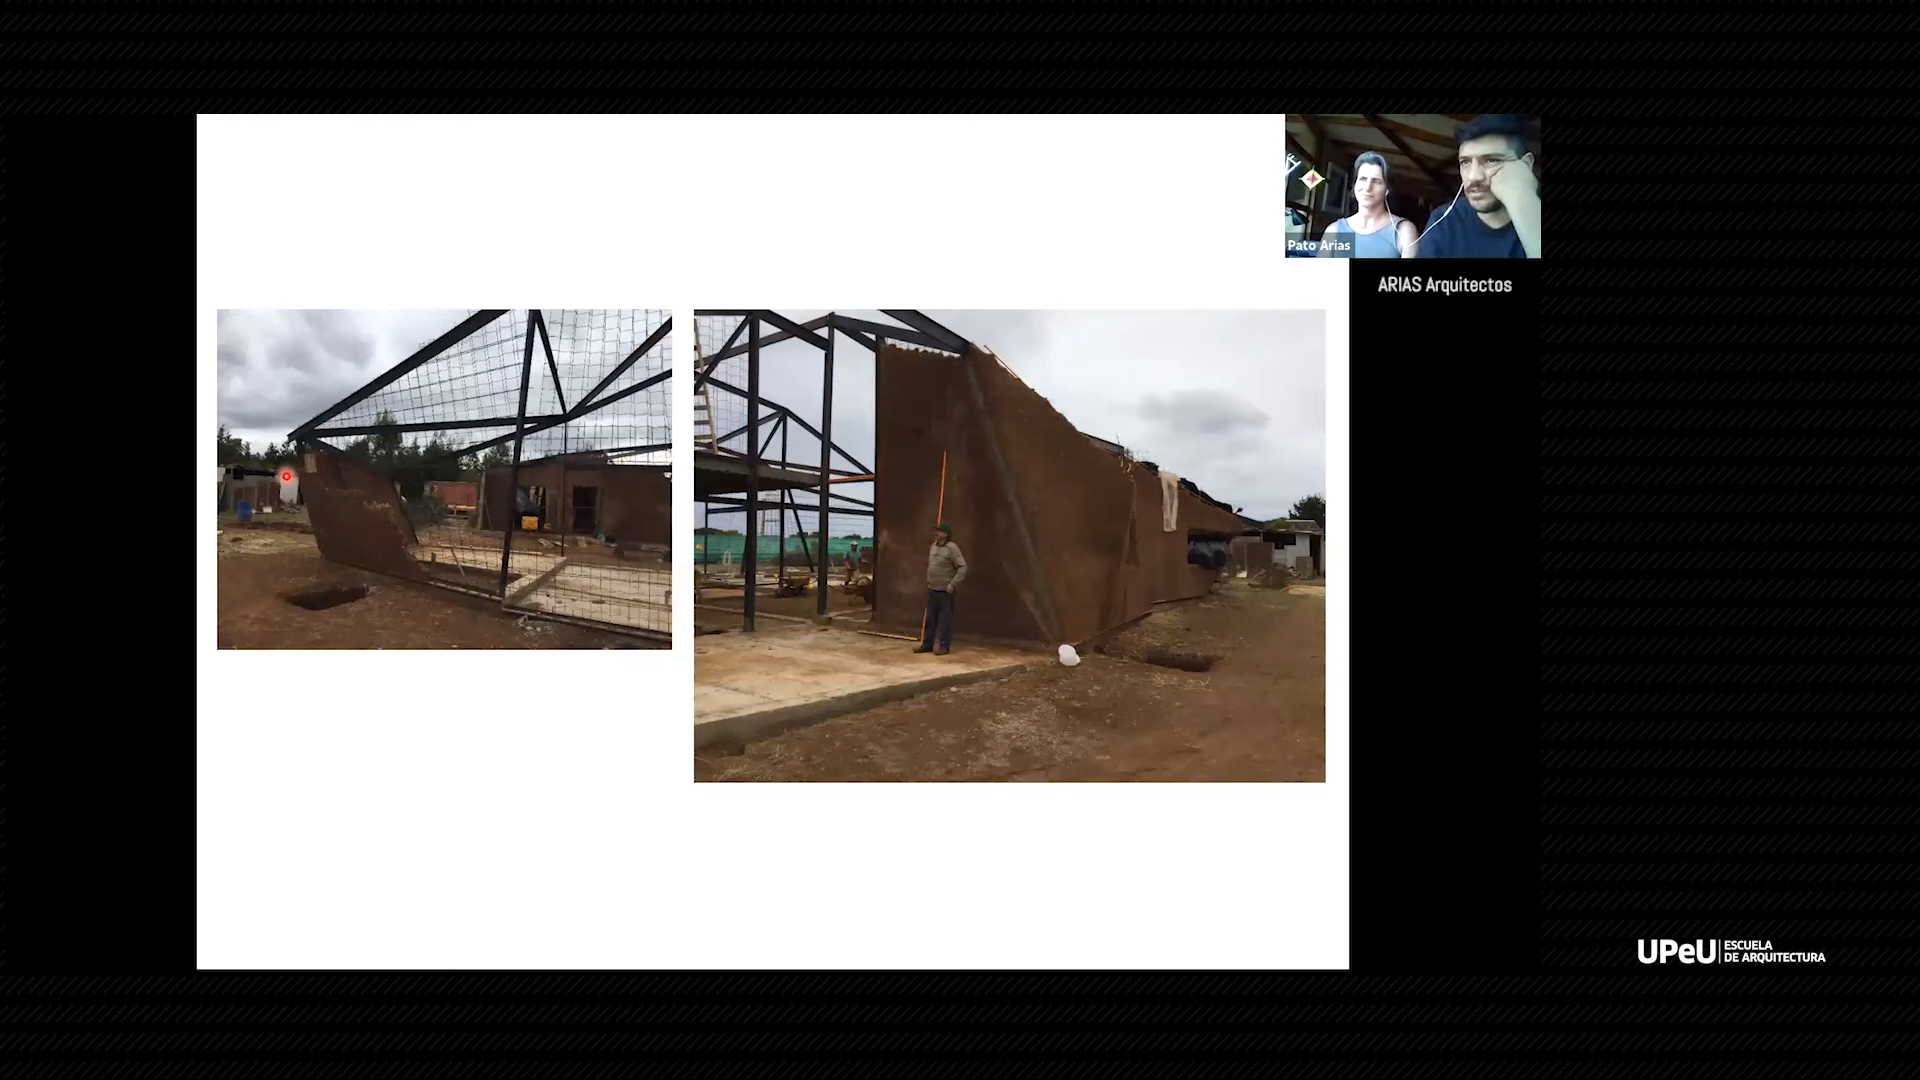 Pato Arias
ARIAS Arquitectos
UPeU
ESCUELA
DE ARQUITECTURA